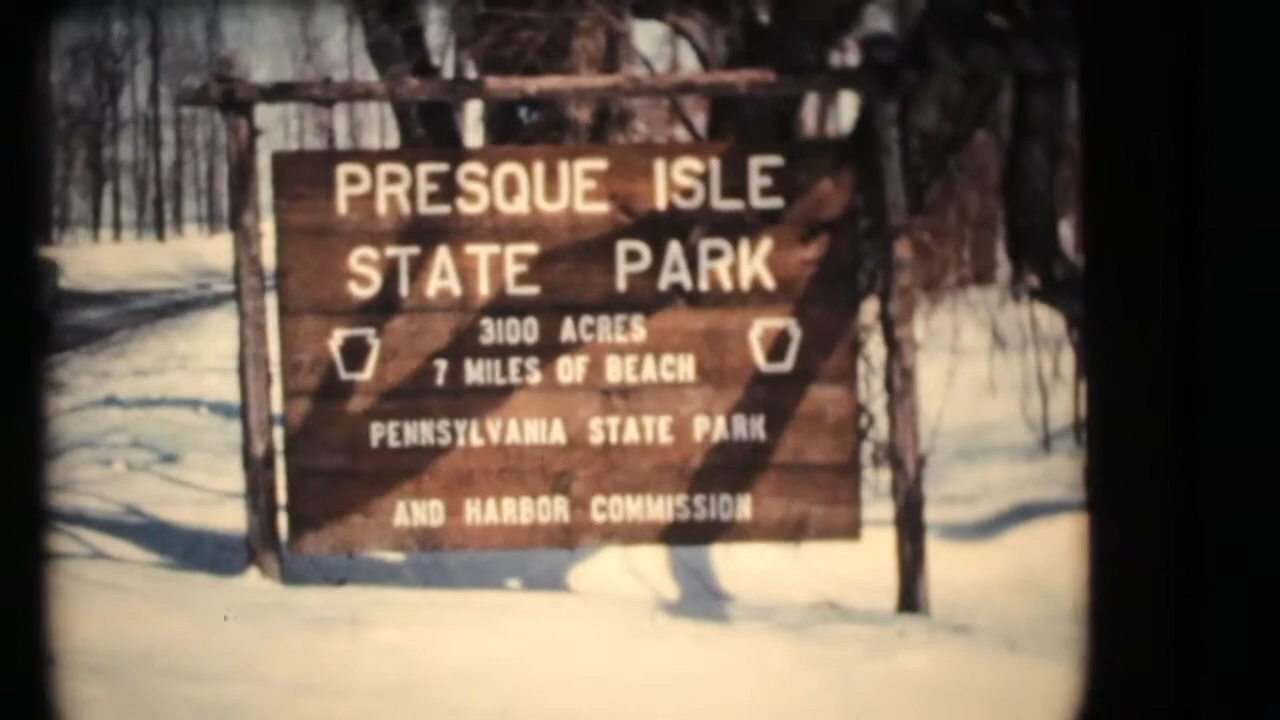 PRESQUE ISLE
STATE PARK
3100 ACRES
7 MILES OF BEACH
PENNSYLVANIA STATE PARK
AND HARBOR COMMISSION